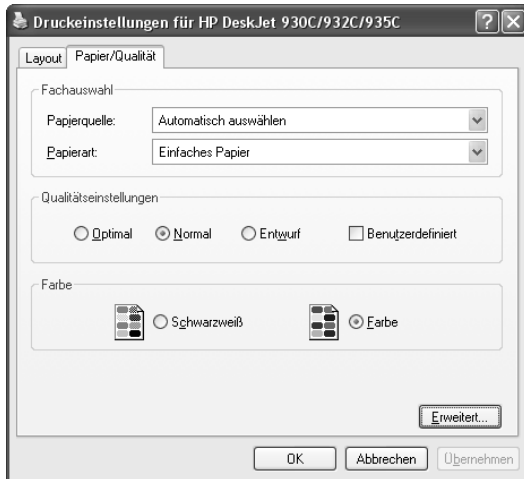 Druckeinstellungen für HP DeskJet 930C/932C/935C
Layout Papier/Qualität
Fachauswahl
Papierquelle: Automatisch auswählen
Papierart: Einfaches Papier
Qualitätseinstellungen
Optimal Normal Entwurf Benutzerdefiniert
Farbe
Schwarzweiß Farbe
Erweitert...
OK Abbrechen Übernehmen